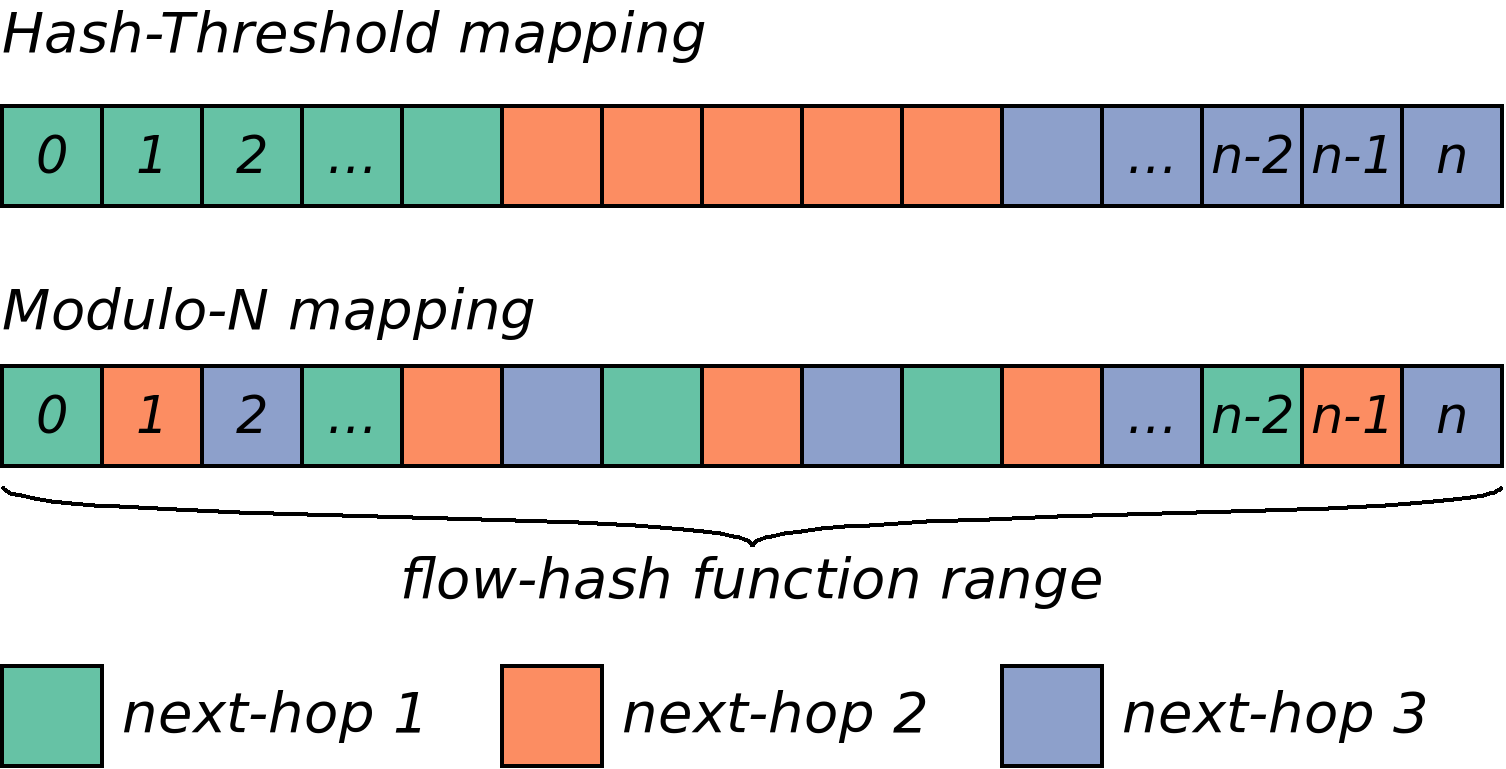 Hash-Threshold mapping
0 1 2 ... ... n-2 n-1 n
Modulo-N mapping
0 1 2 ... ... n-2 n-1 n
flow-hash function range
next-hop 1 next-hop 2 next-hop 3